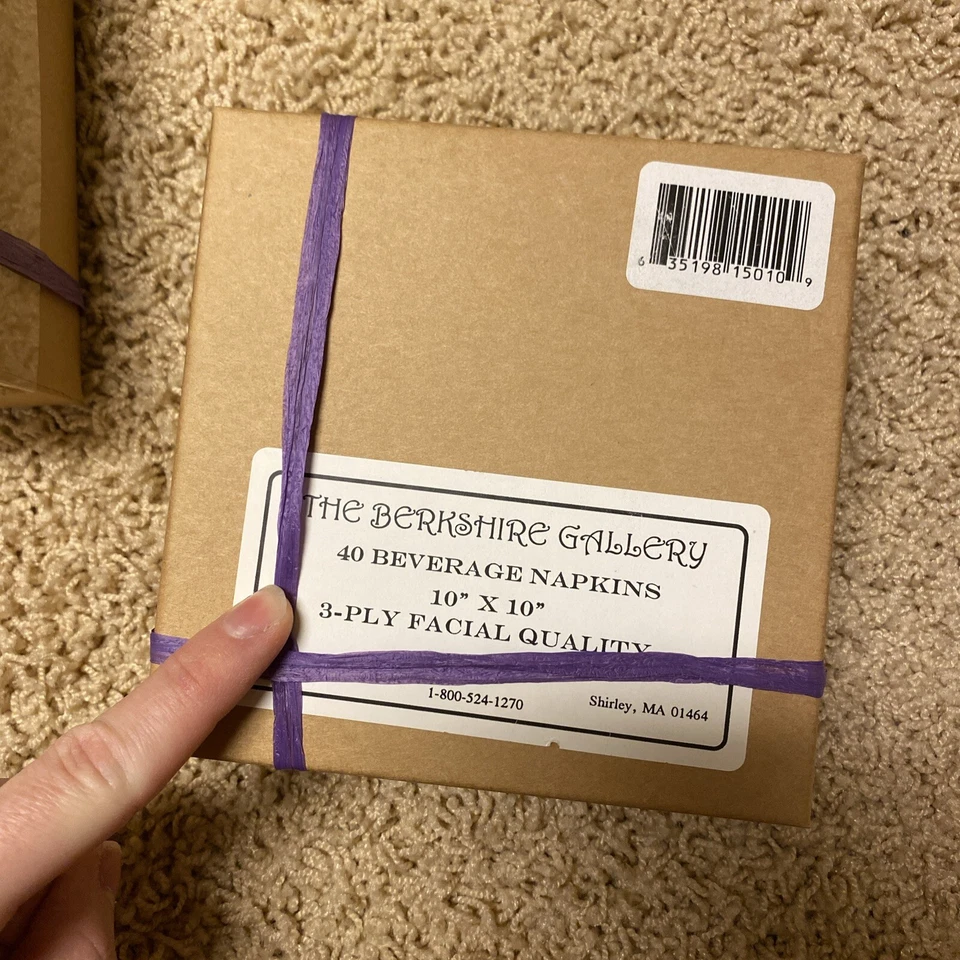 6 35198 15010 9
THE BERKSHIRE GALLERY
40 BEVERAGE NAPKINS
10” X 10”
3-PLY FACIAL QUALITY
1-800-524-1270 Shirley, MA 01464